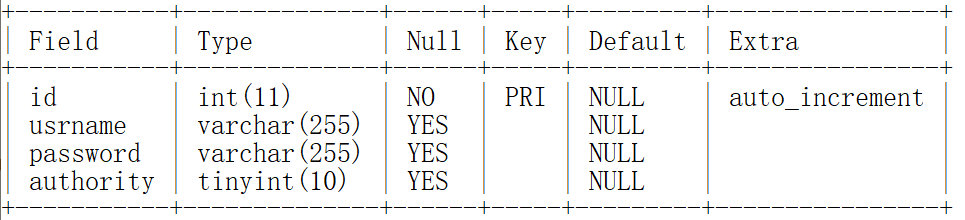 +-----------+--------------+------+-----+---------+----------------+
| Field     | Type         | Null | Key | Default | Extra          |
+-----------+--------------+------+-----+---------+----------------+
| id        | int(11)      | NO   | PRI | NULL    | auto_increment |
| usrname   | varchar(255) | YES  |     | NULL    |                |
| password  | varchar(255) | YES  |     | NULL    |                |
| authority | tinyint(10)  | YES  |     | NULL    |                |
+-----------+--------------+------+-----+---------+----------------+